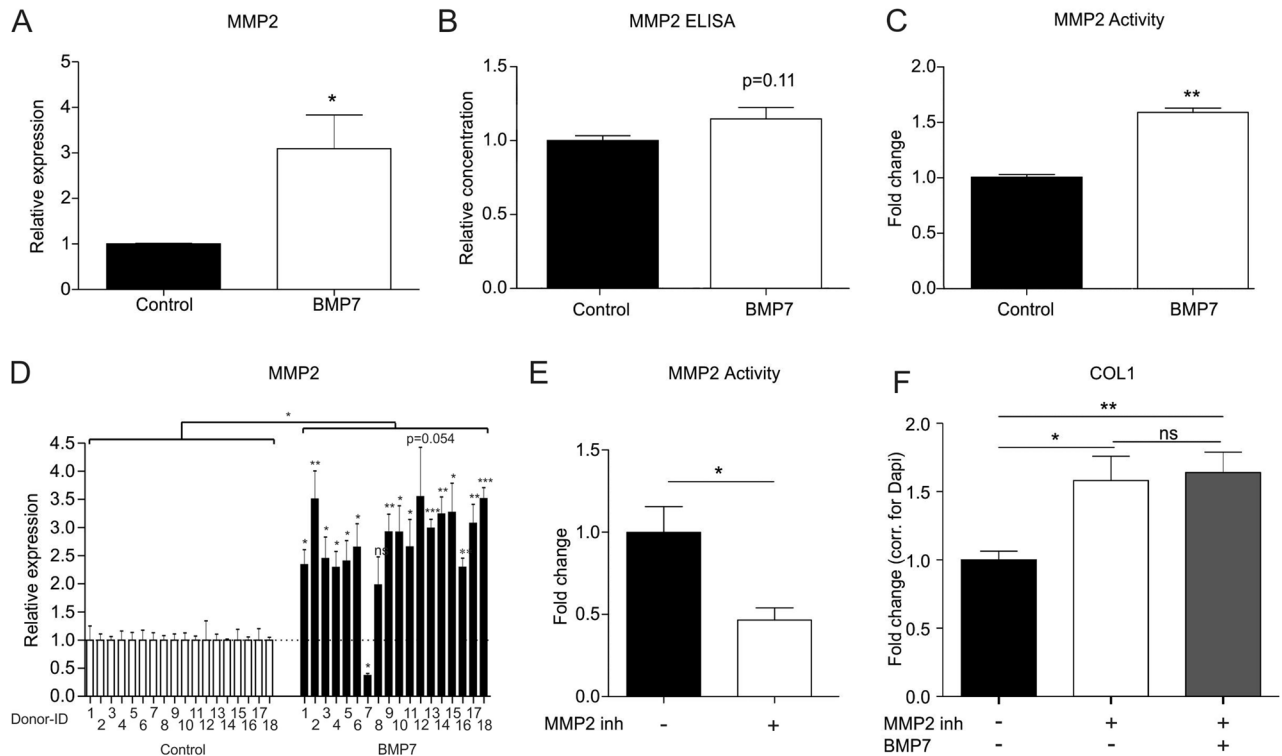 A
MMP2
Relative expression
5
4
3
2
1
0
*
Control
BMP7
B
MMP2 ELISA
Relative concentration
1.5
1.0
0.5
0.0
p=0.11
Control
BMP7
C
MMP2 Activity
Fold change
2.0
1.5
1.0
0.5
0.0
**
Control
BMP7
D
MMP2
*
p=0.054
Relative expression
4.5
4.0
3.5
3.0
2.5
2.0
1.5
1.0
0.5
0.0
* ** * * * * * ns ** * * *** ** * ** ** ***
Donor-ID
1 3 5 7 9 11 13 15 17
2 4 6 8 10 12 14 16 18
Control
1 3 5 7 9 11 13 15 17
2 4 6 8 10 12 14 16 18
BMP7
E
MMP2 Activity
Fold change
1.5
1.0
0.5
0.0
*
MMP2 inh - +
F
COL1
Fold change (corr. for Dapi)
2.0
1.5
1.0
0.5
0.0
**
* ns
MMP2 inh - + +
BMP7 - - +